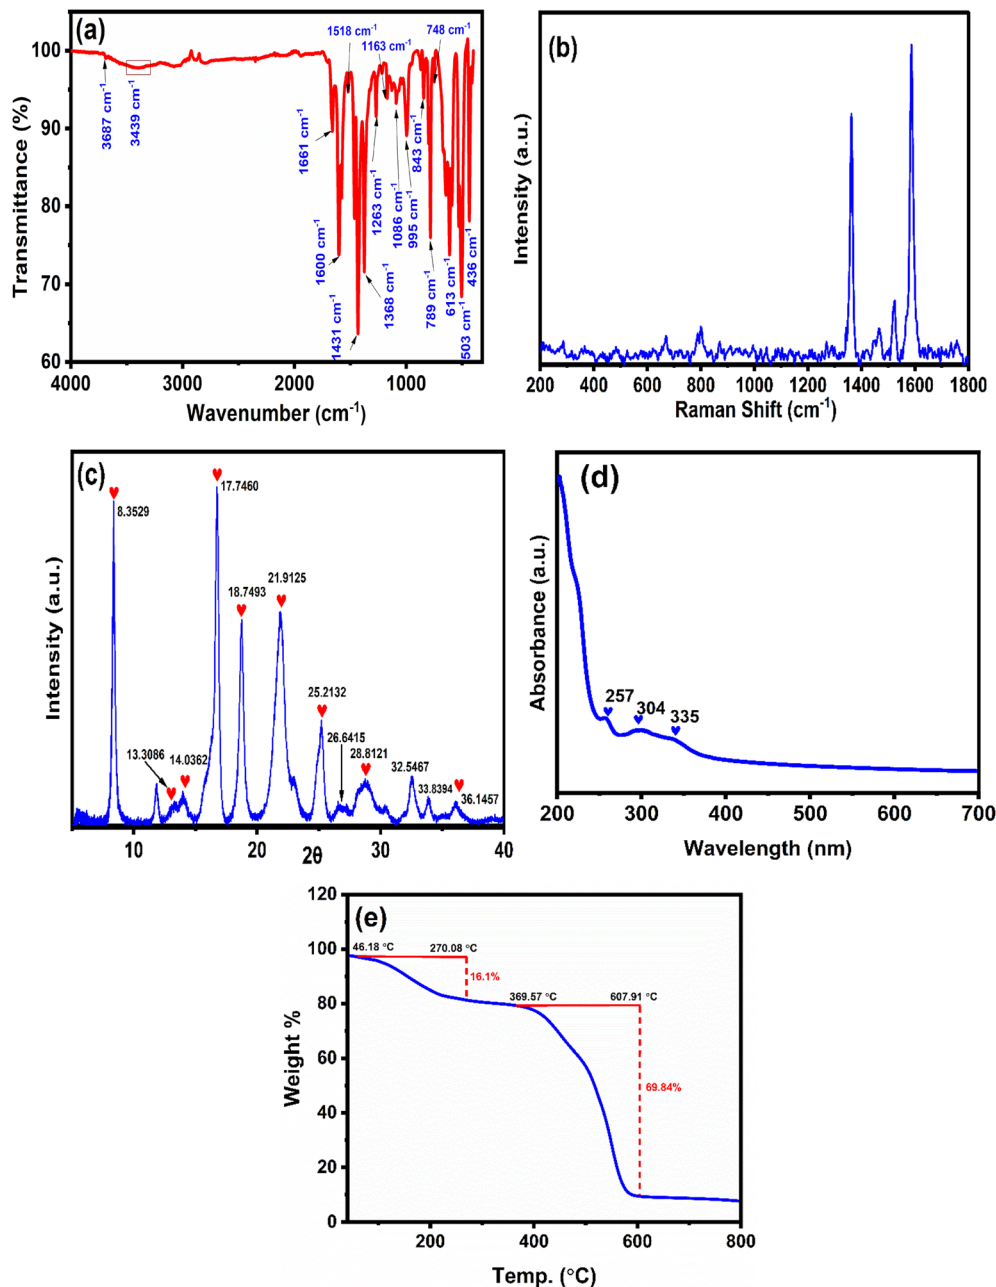 (a)
1518 cm-1
1163 cm-1
748 cm-1
3687 cm-1
3439 cm-1
1661 cm-1
1600 cm-1
1431 cm-1
1368 cm-1
1263 cm-1
1086 cm-1
995 cm-1
843 cm-1
789 cm-1
613 cm-1
503 cm-1
436 cm-1
100
90
80
70
60
Transmittance (%)
4000 3000 2000 1000
Wavenumber (cm-1)
(b)
Intensity (a.u.)
200 400 600 800 1000 1200 1400 1600 1800
Raman Shift (cm-1)
(c)
8.3529
13.3086
14.0362
17.7460
18.7493
21.9125
25.2132
26.6415
28.8121
32.5467
33.8394
36.1457
Intensity (a.u.)
10 20 30 40
2θ
(d)
257
304
335
Absorbance (a.u.)
200 300 400 500 600 700
Wavelength (nm)
(e)
120
100
80
60
40
20
0
46.18 °C 270.08 °C
16.1%
369.57 °C 607.91 °C
69.84%
Weight %
200 400 600 800
Temp. (°C)